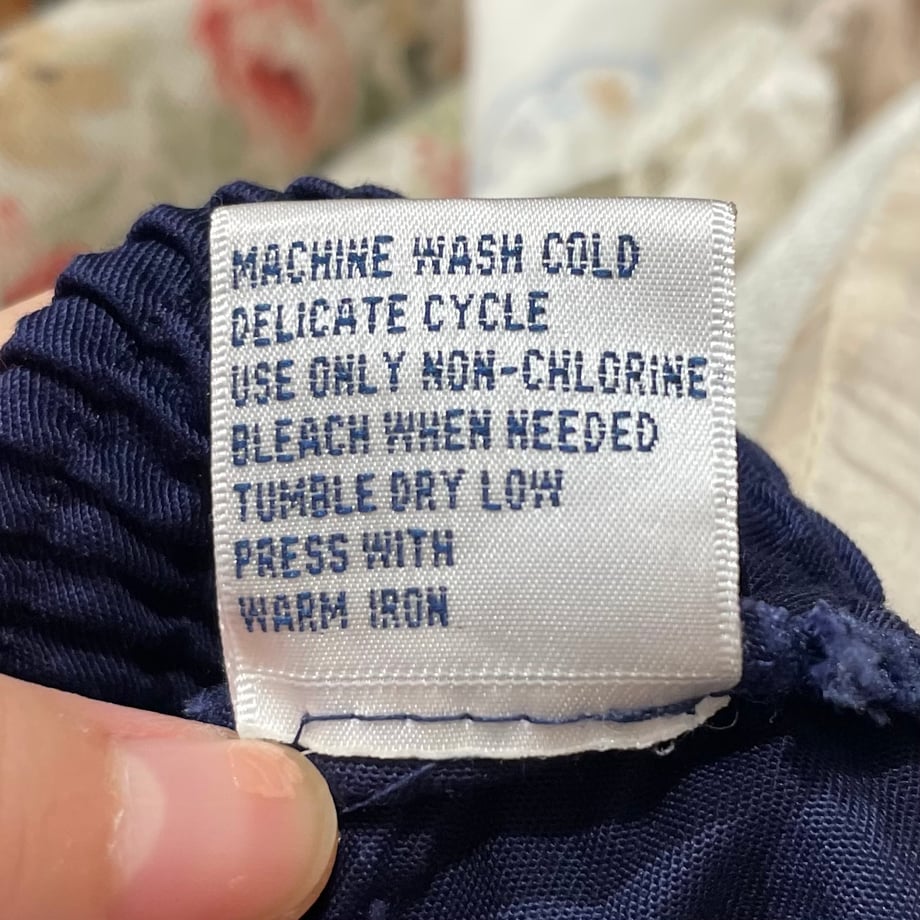 MACHINE WASH COLD
DELICATE CYCLE
USE ONLY NON-CHLORINE
BLEACH WHEN NEEDED
TUMBLE DRY LOW
PRESS WITH
WARM IRON